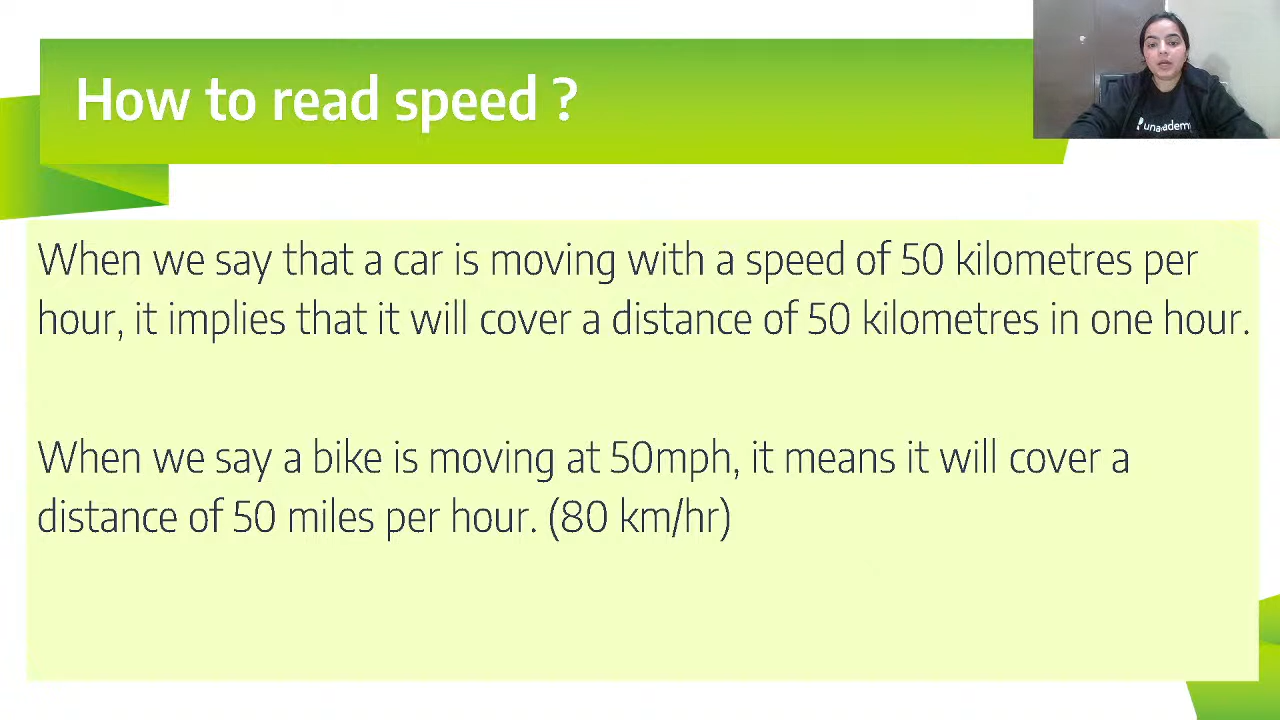 How to read speed ?
unacademy
When we say that a car is moving with a speed of 50 kilometres per
hour, it implies that it will cover a distance of 50 kilometres in one hour.
When we say a bike is moving at 50mph, it means it will cover a
distance of 50 miles per hour. (80 km/hr)